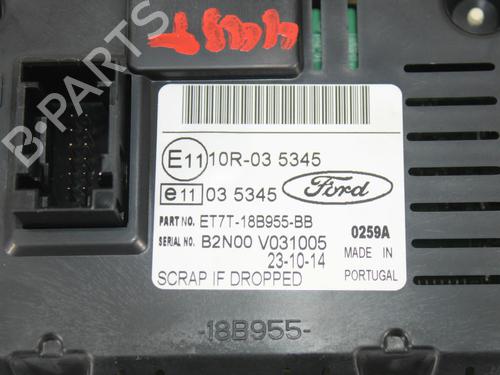 B-PARTS
E11 10R-03 5345
e11 03 5345
Ford
PART NO. ET7T-18B955-BB
SERIAL NO. B2N00 V031005
0259A
23-10-14
MADE IN
PORTUGAL
SCRAP IF DROPPED
-18B955-